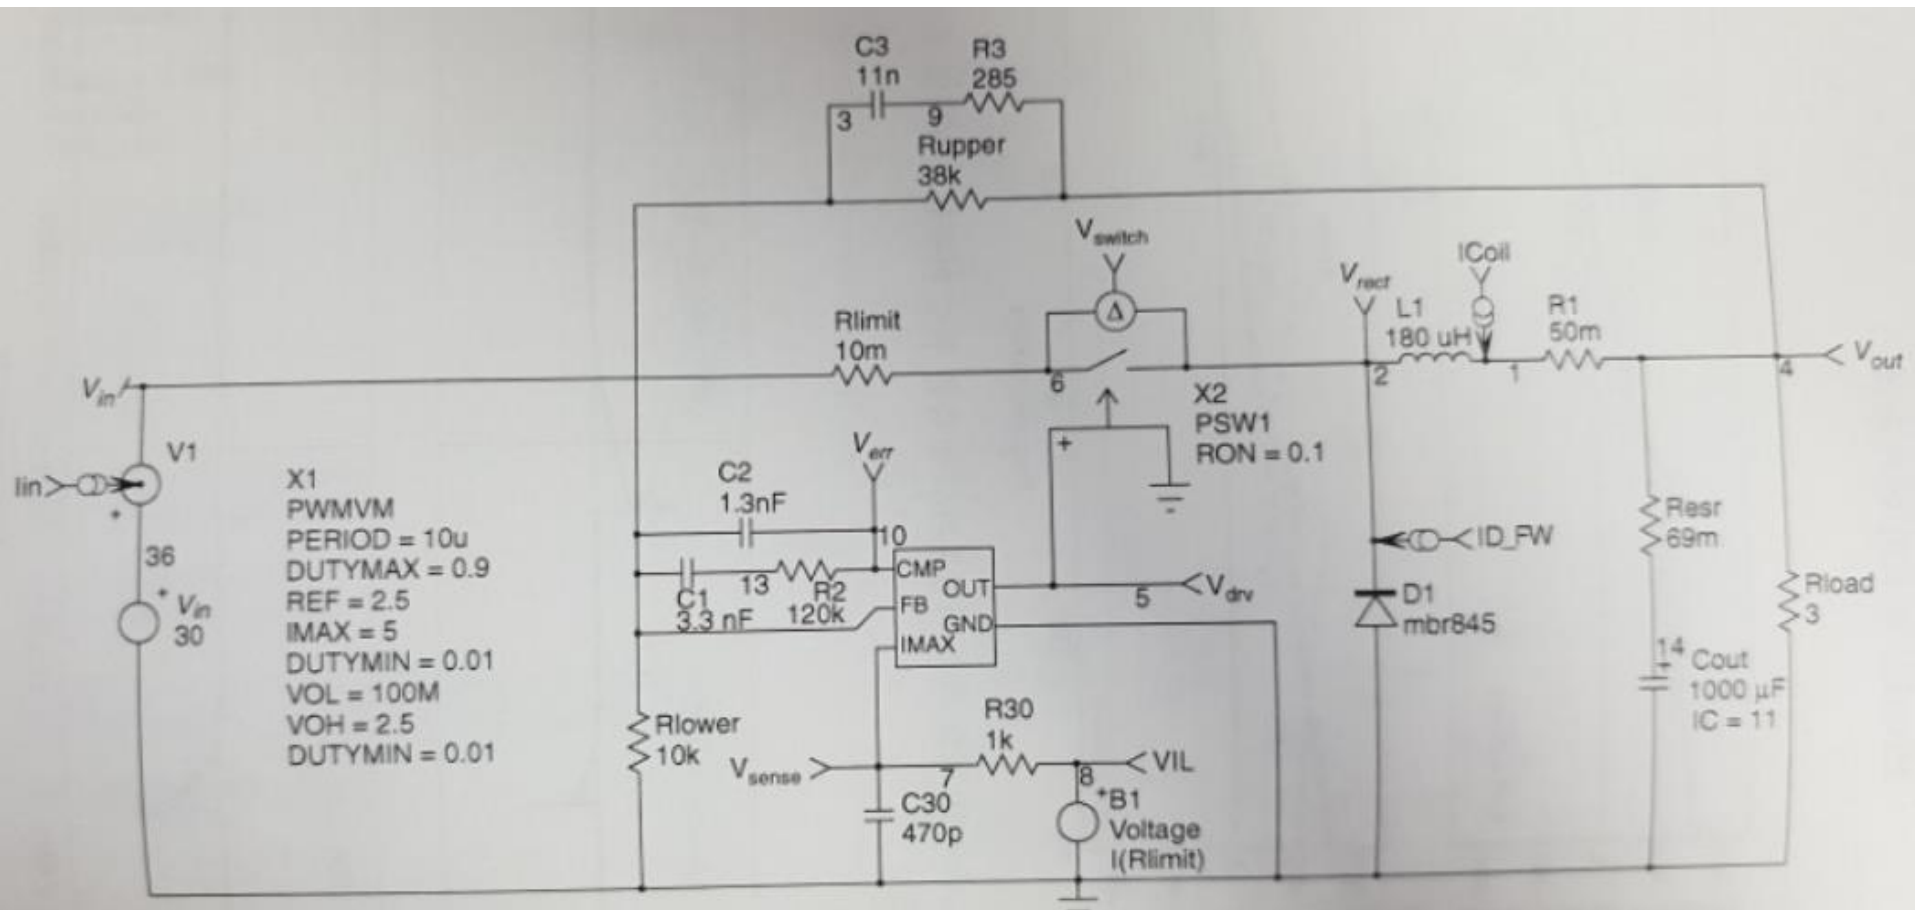 C3
11n
R3
285
3
9
Rupper
38k
Vswitch
Δ
ICoil
Vrect
L1
180 uH
R1
50m
Rlimit
10m
Vin
6
2
1
4
Vout
X2
PSW1
RON = 0.1
+
V1
Iin
+
36
+
Vin
30
X1
PWMVM
PERIOD = 10u
DUTYMAX = 0.9
REF = 2.5
IMAX = 5
DUTYMIN = 0.01
VOL = 100M
VOH = 2.5
DUTYMIN = 0.01
Verr
C2
1.3nF
10
CMP
OUT
FB
GND
IMAX
13
R2
120k
C1
3.3 nF
5
Vdrv
ID_FW
D1
mbr845
Resr
69m
Rload
3
14
+
Cout
1000 µF
IC = 11
Rlower
10k
Vsense
7
R30
1k
8
VIL
C30
470p
+
B1
Voltage
I(Rlimit)